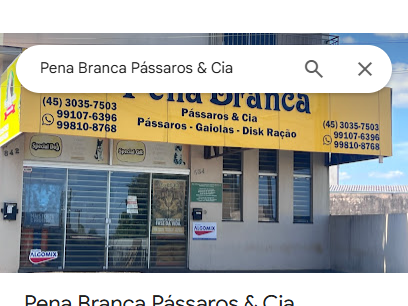 Pena Branca Pássaros & Cia
Pena Branca
(45) 3035-7503
99107-6396
99810-8768
Pássaros & Cia
Pássaros - Gaiolas - Disk Ração
(45) 3035-7503
99107-6396
99810-8768
Special Dog
Special Cat
ALGOMIX
ALGOMIX
Pena Branca Pássaros & Cia